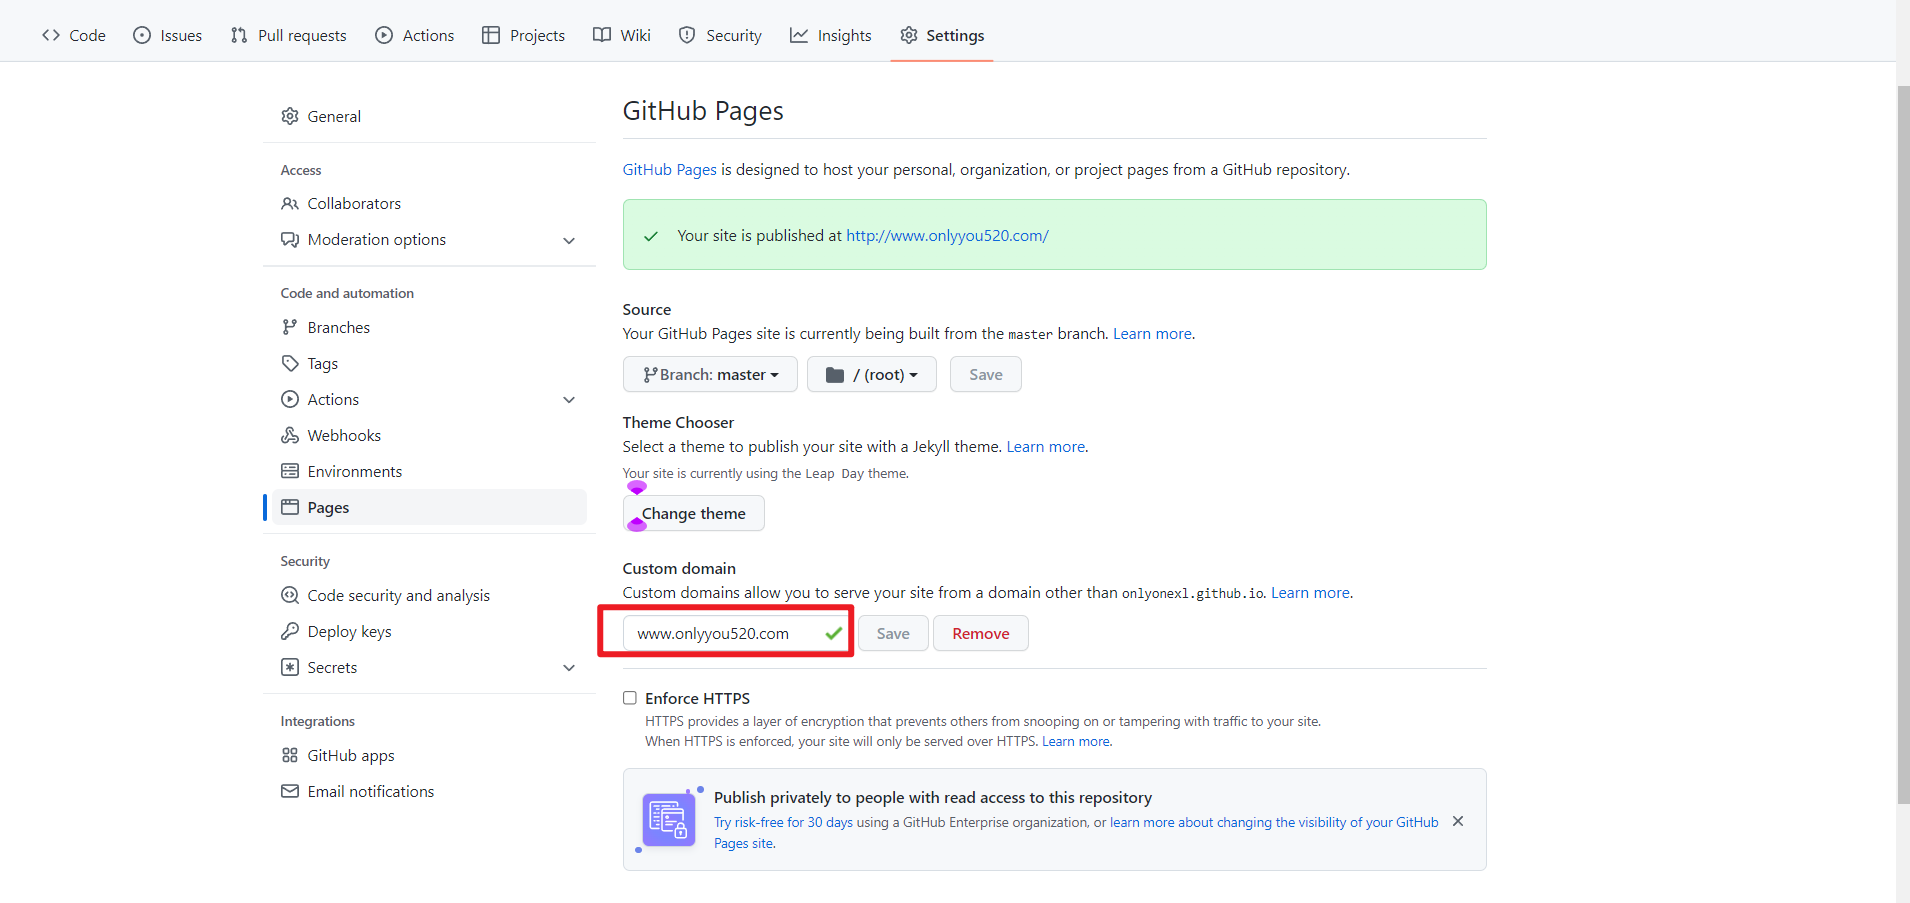 Code Issues Pull requests Actions Projects Wiki Security Insights Settings
General
Access
Collaborators
Moderation options
Code and automation
Branches
Tags
Actions
Webhooks
Environments
Pages
Security
Code security and analysis
Deploy keys
Secrets
Integrations
GitHub apps
Email notifications
GitHub Pages
GitHub Pages is designed to host your personal, organization, or project pages from a GitHub repository.
Your site is published at http://www.onlyyou520.com/
Source
Your GitHub Pages site is currently being built from the master branch. Learn more.
Branch: master / (root) Save
Theme Chooser
Select a theme to publish your site with a Jekyll theme. Learn more.
Your site is currently using the Leap Day theme.
Change theme
Custom domain
Custom domains allow you to serve your site from a domain other than onlyonexl.github.io. Learn more.
www.onlyyou520.com Save Remove
Enforce HTTPS
HTTPS provides a layer of encryption that prevents others from snooping on or tampering with traffic to your site.
When HTTPS is enforced, your site will only be served over HTTPS. Learn more.
Publish privately to people with read access to this repository
Try risk-free for 30 days using a GitHub Enterprise organization, or learn more about changing the visibility of your GitHub
Pages site.